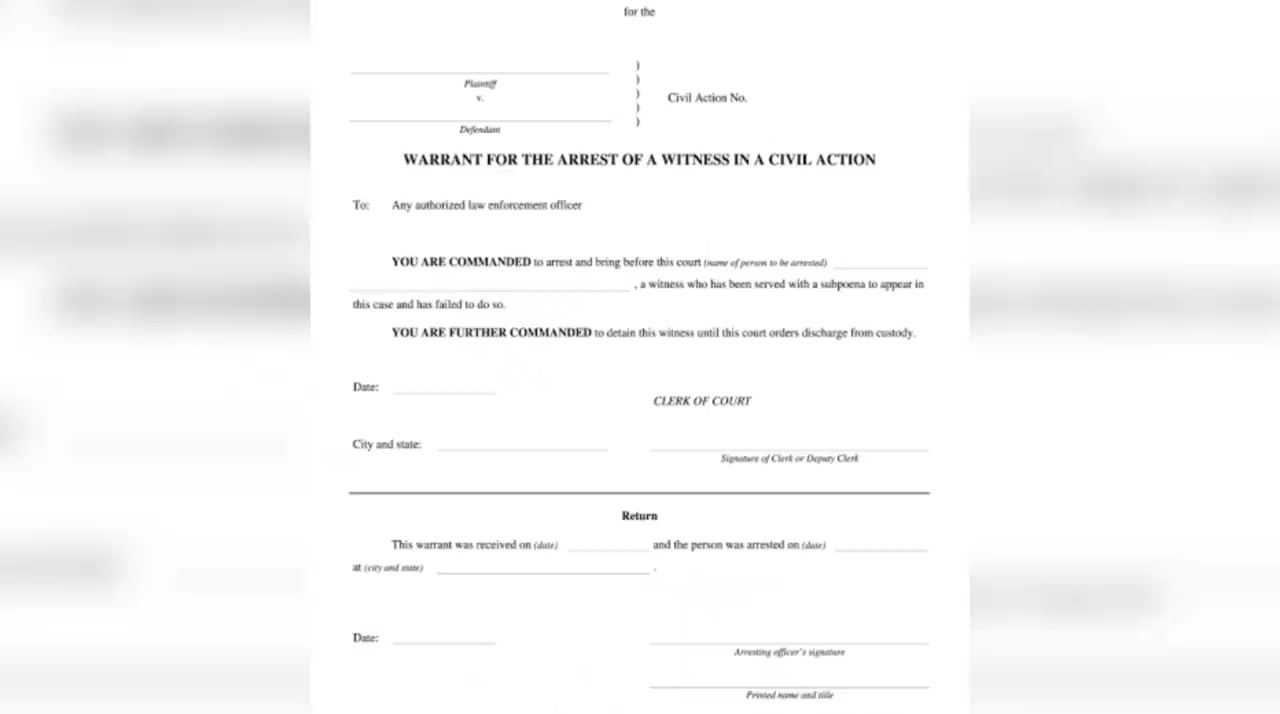 for the
)
Plaintiff
)
v.
)
Civil Action No.
)
Defendant
)
WARRANT FOR THE ARREST OF A WITNESS IN A CIVIL ACTION
To: Any authorized law enforcement officer
YOU ARE COMMANDED to arrest and bring before this court (name of person to be arrested)
, a witness who has been served with a subpoena to appear in
this case and has failed to do so.
YOU ARE FURTHER COMMANDED to detain this witness until this court orders discharge from custody.
Date:
CLERK OF COURT
City and state:
Signature of Clerk or Deputy Clerk
Return
This warrant was received on (date) and the person was arrested on (date)
at (city and state) .
Date:
Arresting officer's signature
Printed name and title